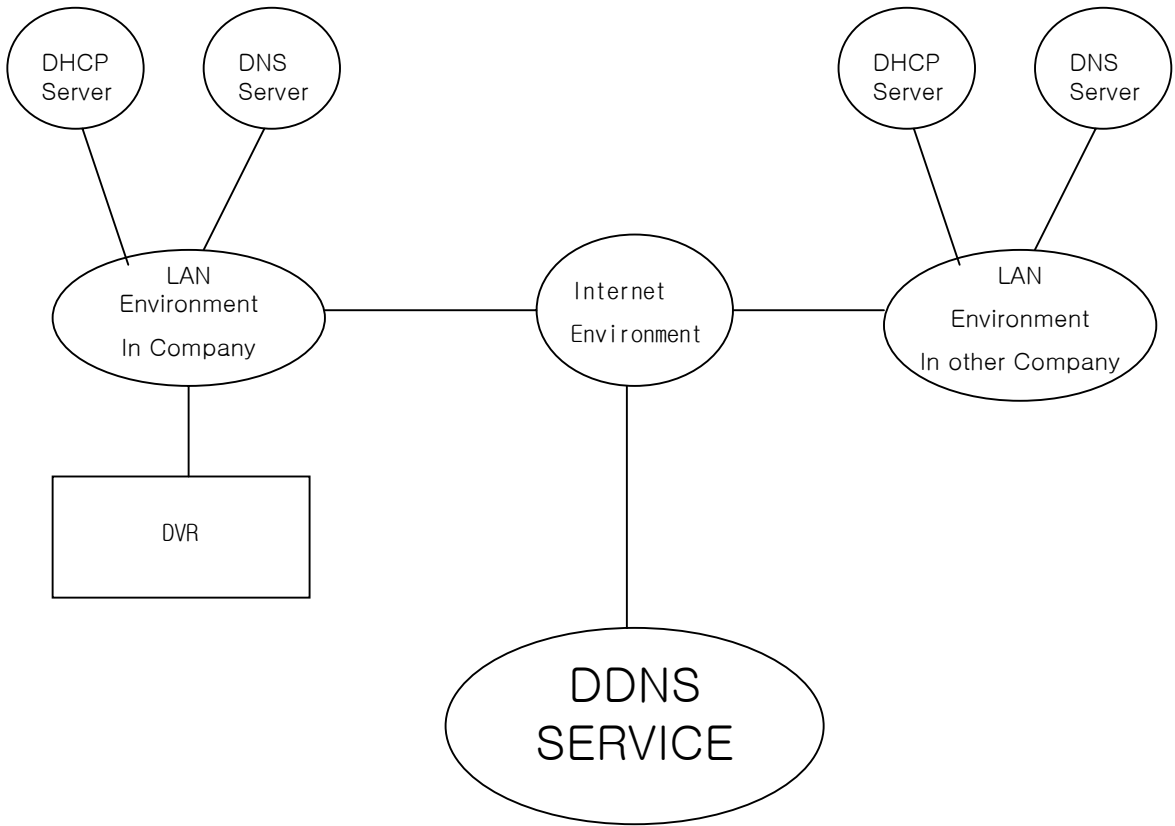 DHCP
Server
DNS
Server
DHCP
Server
DNS
Server
LAN
Environment
In Company
Internet
Environment
LAN
Environment
In other Company
DVR
DDNS
SERVICE